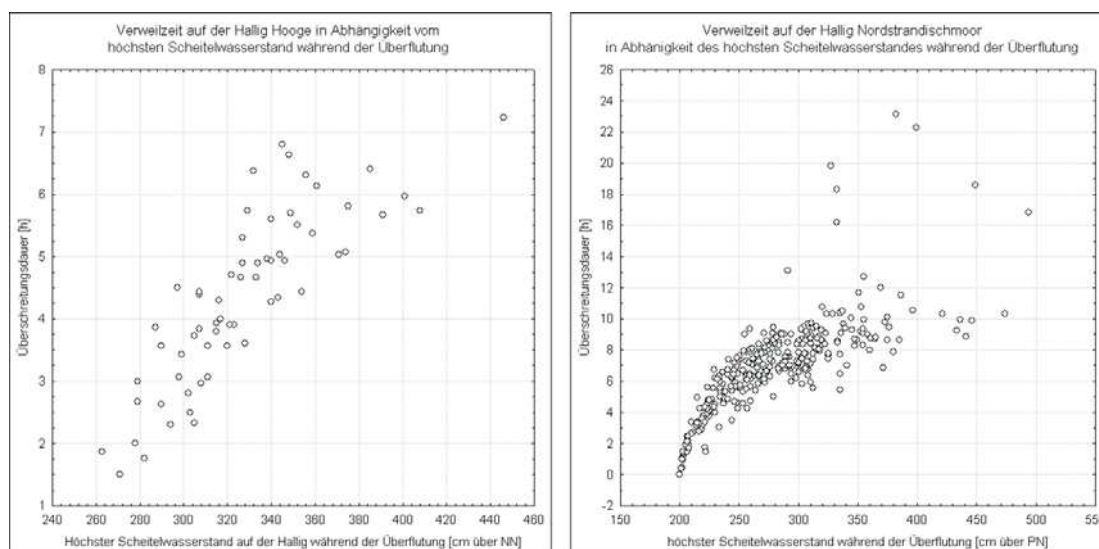 Verweilzeit auf der Hallig Hooge in Abhängigkeit vom
höchsten Scheitelwasserstand während der Überflutung
8
7
6
5
4
3
2
1
Überschreitungsdauer [h]
240 260 280 300 320 340 360 380 400 420 440 460
Höchster Scheitelwasserstand auf der Hallig während der Überflutung [cm über NN]
Verweilzeit auf der Hallig Nordstrandischmoor
in Abhänigkeit des höchsten Scheitelwasserstandes während der Überflutung
26
24
22
20
18
16
14
12
10
8
6
4
2
0
-2
Überschreitungsdauer [h]
150 200 250 300 350 400 450 500 550
höchster Scheitelwasserstand während der Überflutung [cm über PN]